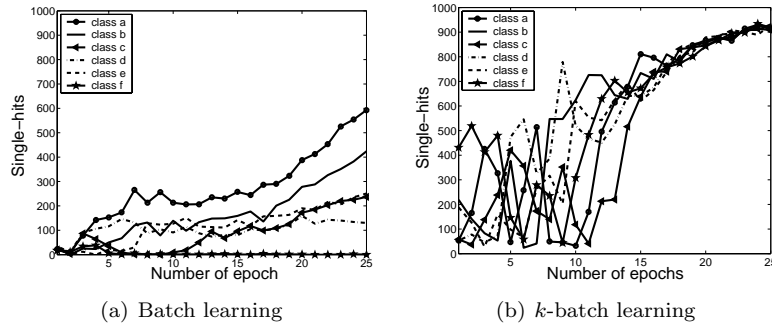 1000
900
800
700
600
500
400
300
200
100
0
Single−hits
class a
class b
class c
class d
class e
class f
5
10
15
20
25
Number of epoch
(a) Batch learning
1000
900
800
700
600
500
400
300
200
100
0
Single−hits
class a
class b
class c
class d
class e
class f
5
10
15
20
25
Number of epochs
(b) k-batch learning